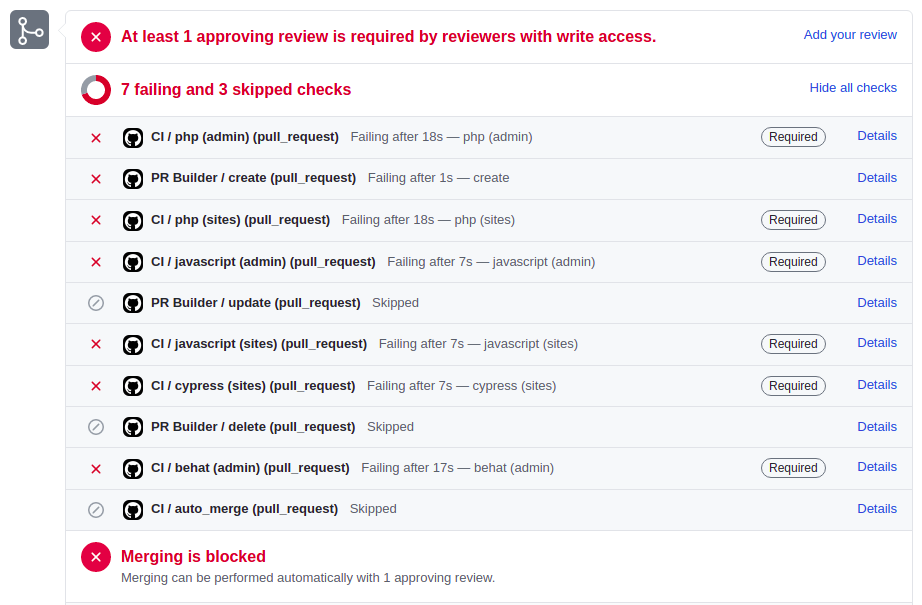 At least 1 approving review is required by reviewers with write access. Add your review
7 failing and 3 skipped checks Hide all checks
CI / php (admin) (pull_request) Failing after 18s — php (admin) Required Details
PR Builder / create (pull_request) Failing after 1s — create Details
CI / php (sites) (pull_request) Failing after 18s — php (sites) Required Details
CI / javascript (admin) (pull_request) Failing after 7s — javascript (admin) Required Details
PR Builder / update (pull_request) Skipped Details
CI / javascript (sites) (pull_request) Failing after 7s — javascript (sites) Required Details
CI / cypress (sites) (pull_request) Failing after 7s — cypress (sites) Required Details
PR Builder / delete (pull_request) Skipped Details
CI / behat (admin) (pull_request) Failing after 17s — behat (admin) Required Details
CI / auto_merge (pull_request) Skipped Details
Merging is blocked
Merging can be performed automatically with 1 approving review.